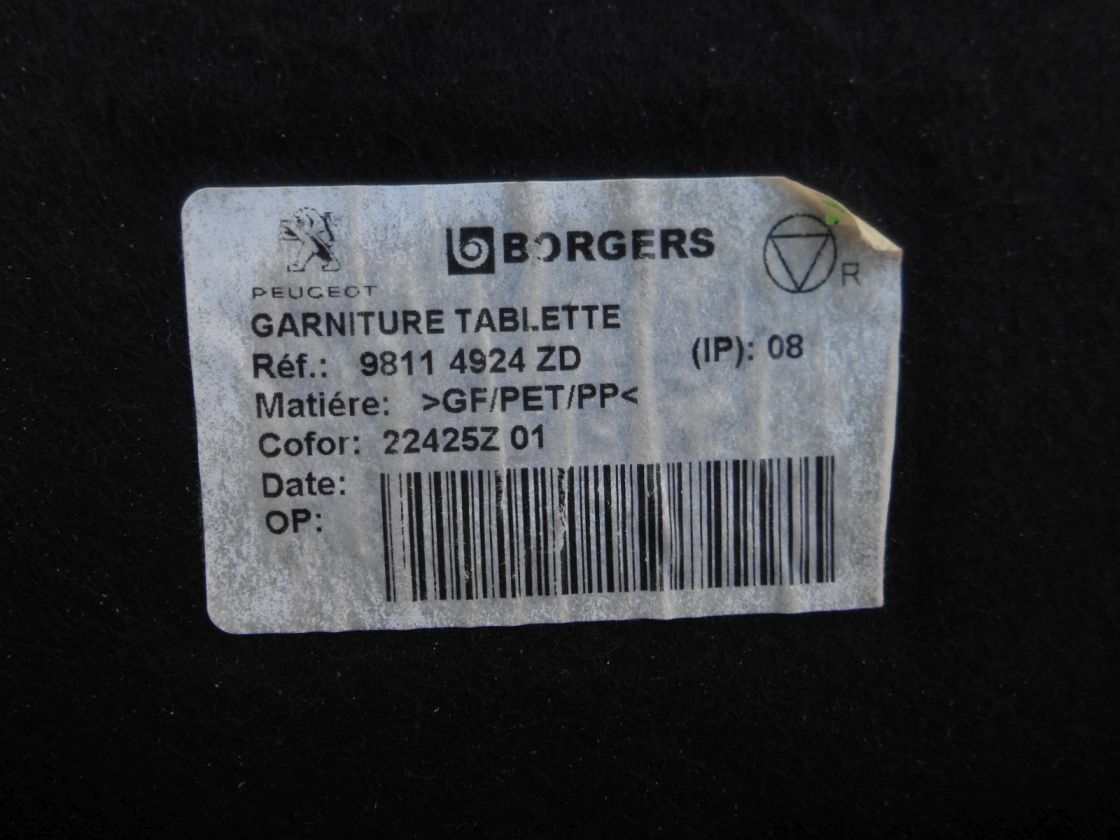 PEUGEOT
BORGERS
R
GARNITURE TABLETTE
Réf.: 9811 4924 ZD (IP): 08
Matiére: >GF/PET/PP<
Cofor: 22425Z 01
Date:
OP: